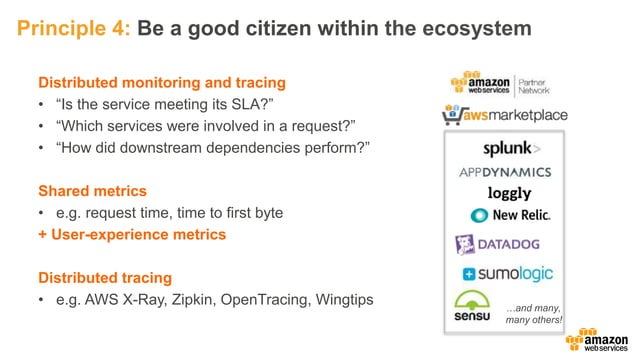 Principle 4: Be a good citizen within the ecosystem
Distributed monitoring and tracing
• “Is the service meeting its SLA?”
• “Which services were involved in a request?”
• “How did downstream dependencies perform?”
Shared metrics
• e.g. request time, time to first byte
+ User-experience metrics
Distributed tracing
• e.g. AWS X-Ray, Zipkin, OpenTracing, Wingtips
amazon
webservices
Partner
Network
awsmarketplace
splunk>
APPDYNAMICS
loggly
New Relic.
DATADOG
sumologic
sensu
…and many,
many others!
amazon
webservices